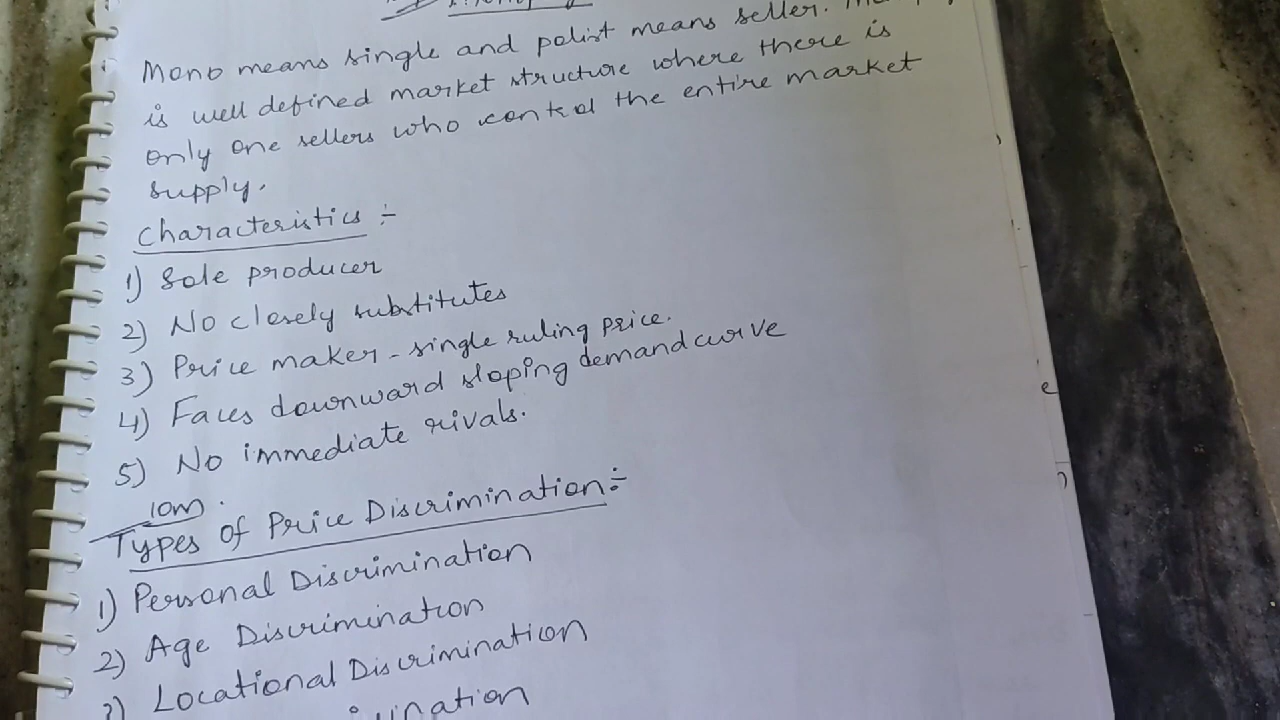 Mono means single and polist means seller.
is well defined market structure where there is
only one sellers who control the entire market
supply.
Characteristics :-
1) Sole producer
2) No closely substitutes
3) Price maker - single ruling price.
4) Faces downward sloping demand curve
5) No immediate rivals.
10m.
Types of Price Discrimination:-
1) Personal Discrimination
2) Age Discrimination
3) Locational Discrimination